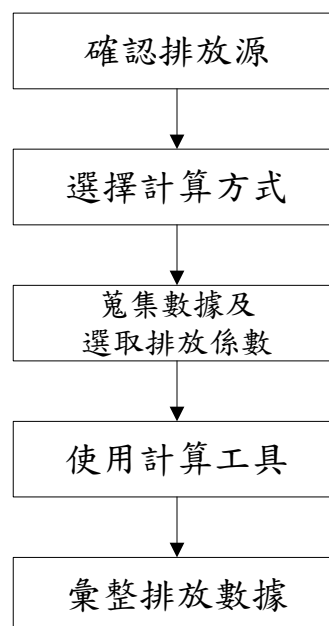 確認排放源
選擇計算方式
蒐集數據及
選取排放係數
使用計算工具
彙整排放數據